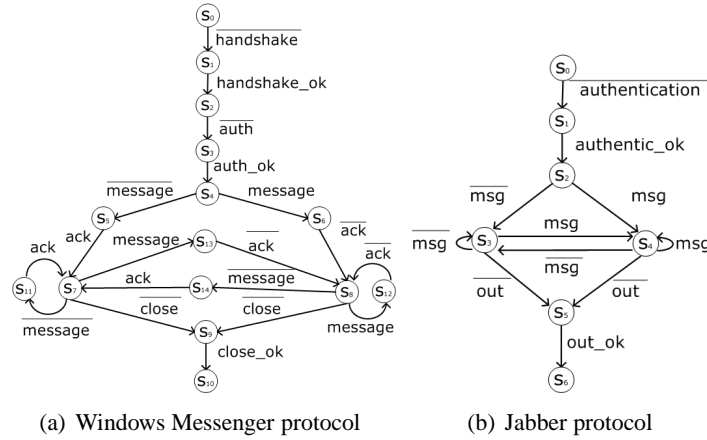 S0
handshake
S1
handshake_ok
S2
auth
S3
auth_ok
S4
message message
S5 S6
ack message S13 ack ack
ack ack
S11 S7 ack S14 message S8 S12
message close close message
S9
close_ok
S10
(a) Windows Messenger protocol
S0
authentication
S1
authentic_ok
S2
msg msg
msg S3 msg S4 msg
msg
out out
S5
out_ok
S6
(b) Jabber protocol